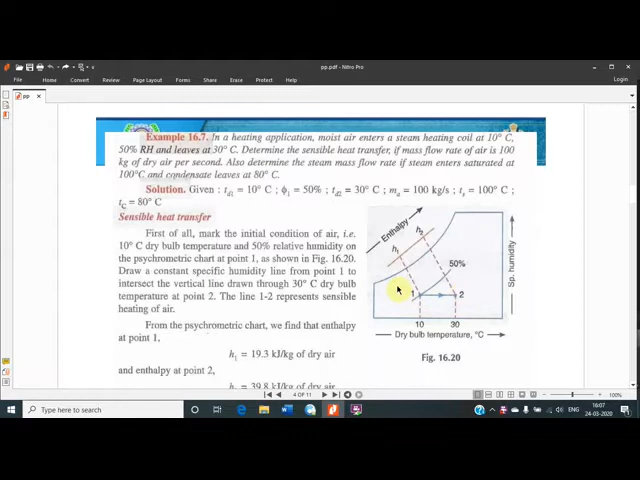 pp.pdf - Nitro Pro
File Home Convert Page Layout Forms Erase Protect Help Login
pp
Example 16.7. In a heating application, moist air enters a steam heating coil at 10° C,
50% RH and leaves at 30° C. Determine the sensible heat transfer, if mass flow rate of air is 100
kg of dry air per second. Also determine the steam mass flow rate if steam enters saturated at
100°C and condensate leaves at 80° C.
Solution. Given : td1 = 10° C ; ϕ1 = 50% ; td2 = 30° C ; ma = 100 kg/s ; ts = 100° C ;
tC = 80° C
Sensible heat transfer
First of all, mark the initial condition of air, i.e.
10° C dry bulb temperature and 50% relative humidity on
the psychrometric chart at point 1, as shown in Fig. 16.20.
Draw a constant specific humidity line from point 1 to
intersect the vertical line drawn through 30° C dry bulb
temperature at point 2. The line 1-2 represents sensible
heating of air.
From the psychrometric chart, we find that enthalpy
at point 1,
h1 = 19.3 kJ/kg of dry air
and enthalpy at point 2,
h2 = 39.8 kJ/kg of dry air
Enthalpy
h1
h2
50%
1
2
Sp. humidity
10 30
Dry bulb temperature, °C
Fig. 16.20
4 OF 11
100%
Type here to search
ENG
16:07
24-03-2020